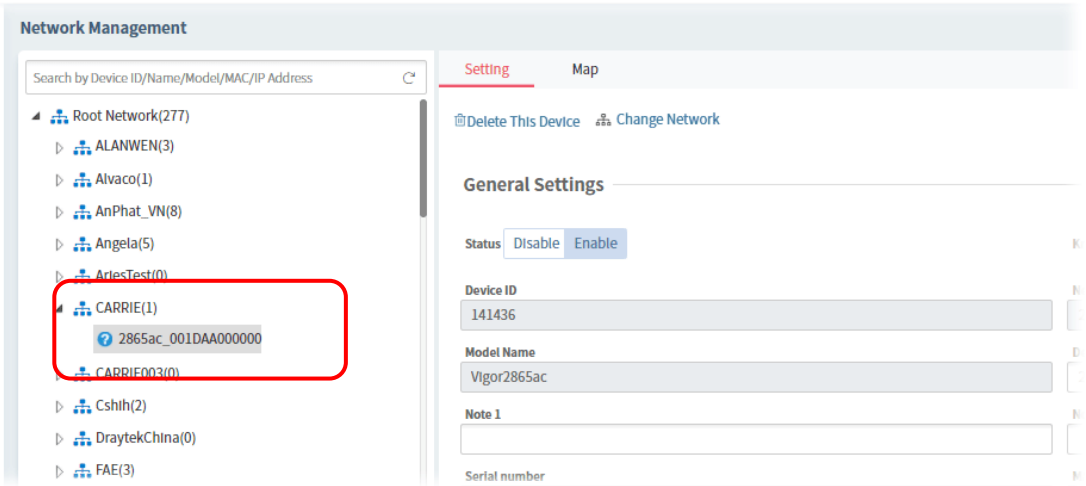 Network Management
Search by Device ID/Name/Model/MAC/IP Address
Root Network(277)
ALANWEN(3)
Alvaco(1)
AnPhat_VN(8)
Angela(5)
AriesTest(0)
CARRIE(1)
2865ac_001DAA000000
CARRIE003(0)
Cshih(2)
DraytekChina(0)
FAE(3)
Setting Map
Delete This Device Change Network
General Settings
Status Disable Enable
Device ID
141436
Model Name
Vigor2865ac
Note 1
Serial number